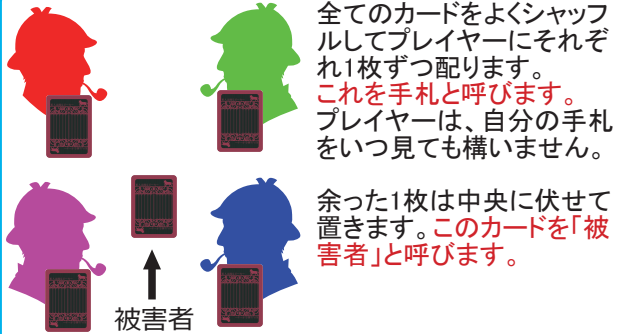 全てのカードをよくシャッフ
ルしてプレイヤーにそれぞ
れ1枚ずつ配ります。
これを手札と呼びます。
プレイヤーは、自分の手札
をいつ見ても構いません。
余った1枚は中央に伏せて
置きます。このカードを「被
害者」と呼びます。
被害者